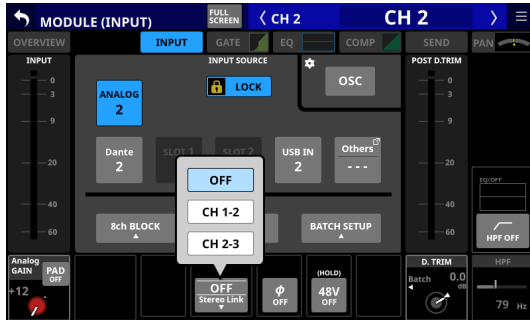 MODULE (INPUT)
FULL
SCREEN
CH 2
CH 2
OVERVIEW
INPUT
GATE
EQ
COMP
SEND
PAN
INPUT
INPUT SOURCE
POST D.TRIM
0
3
9
20
40
60
ANALOG
2
LOCK
OSC
0
3
9
20
40
60
Dante
2
SLOT 1
SLOT 2
USB IN
2
Others
---
OFF
CH 1-2
CH 2-3
8ch BLOCK
BATCH SETUP
EQ/OFF
HPF OFF
Analog
GAIN
PAD
OFF
+12
OFF
Stereo Link
ϕ
OFF
(HOLD)
48V
OFF
D. TRIM
Batch
0.0
dB
HPF
79 Hz